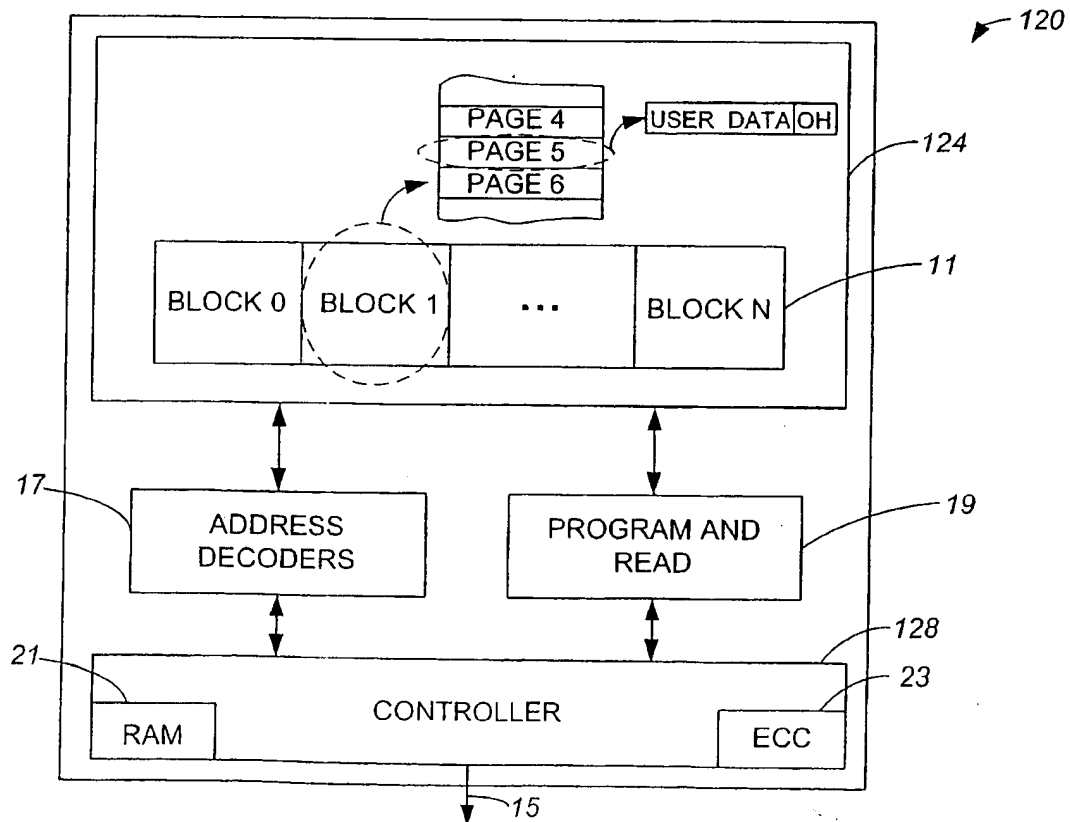 120
PAGE 4
USER DATA OH
PAGE 5
124
PAGE 6
11
BLOCK 0
BLOCK 1
...
BLOCK N
17
ADDRESS
DECODERS
19
PROGRAM AND
READ
128
21
23
CONTROLLER
RAM
ECC
15